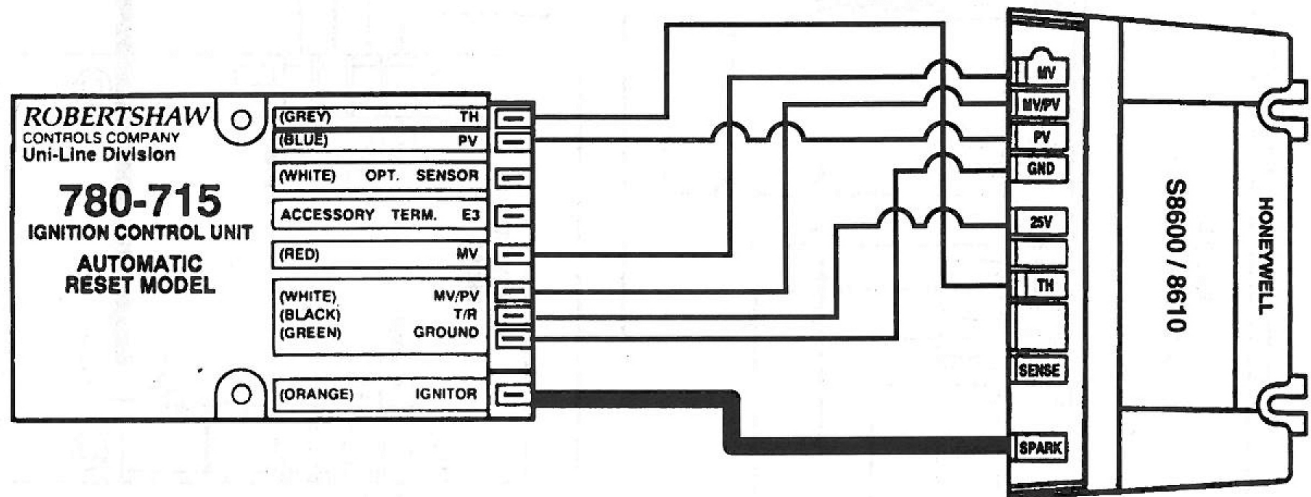 ROBERTSHAW
CONTROLS COMPANY
Uni-Line Division
780-715
IGNITION CONTROL UNIT
AUTOMATIC
RESET MODEL
(GREY) TH
(BLUE) PV
(WHITE) OPT. SENSOR
ACCESSORY TERM. E3
(RED) MV
(WHITE) MV/PV
(BLACK) T/R
(GREEN) GROUND
(ORANGE) IGNITOR
MV
MV/PV
PV
GND
25V
TH
SENSE
SPARK
S8600 / 8610
HONEYWELL